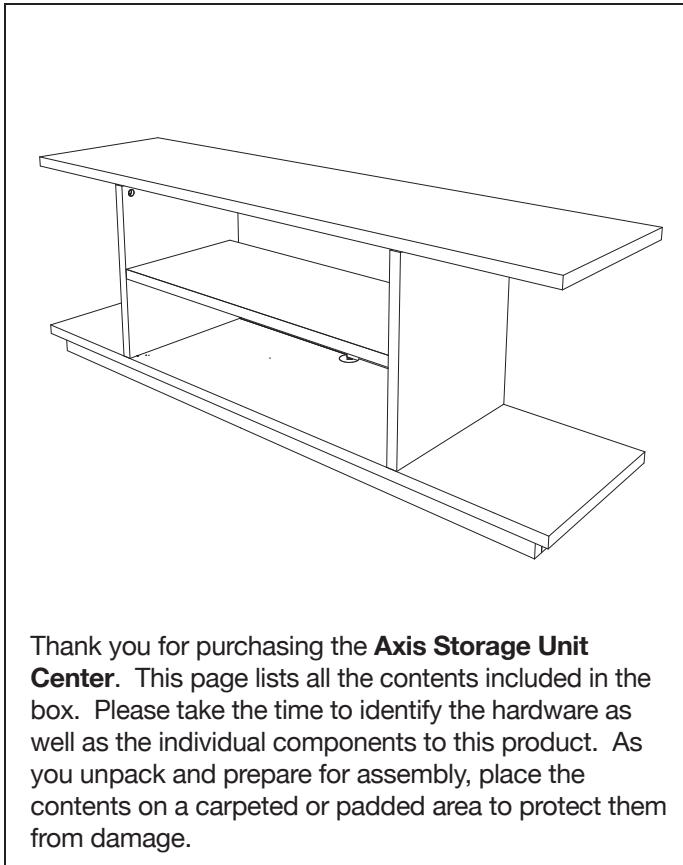 Thank you for purchasing the Axis Storage Unit
Center.  This page lists all the contents included in the
box.  Please take the time to identify the hardware as
well as the individual components to this product.  As
you unpack and prepare for assembly, place the
contents on a carpeted or padded area to protect them
from damage.